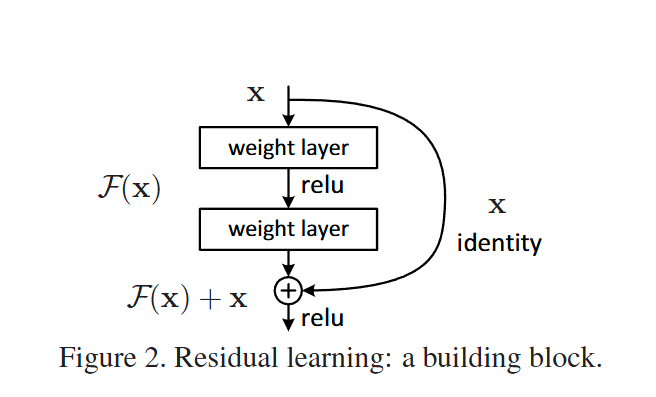 x
weight layer
F(x)
relu
weight layer
x
identity
F(x) + x
+
relu
Figure 2. Residual learning: a building block.